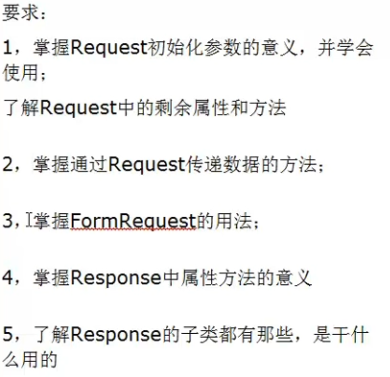 要求：
1，掌握Request初始化参数的意义，并学会
使用；
了解Request中的剩余属性和方法
2，掌握通过Request传递数据的方法；
3，掌握FormRequest的用法；
4，掌握Response中属性方法的意义
5，了解Response的子类都有那些，是干什
么用的